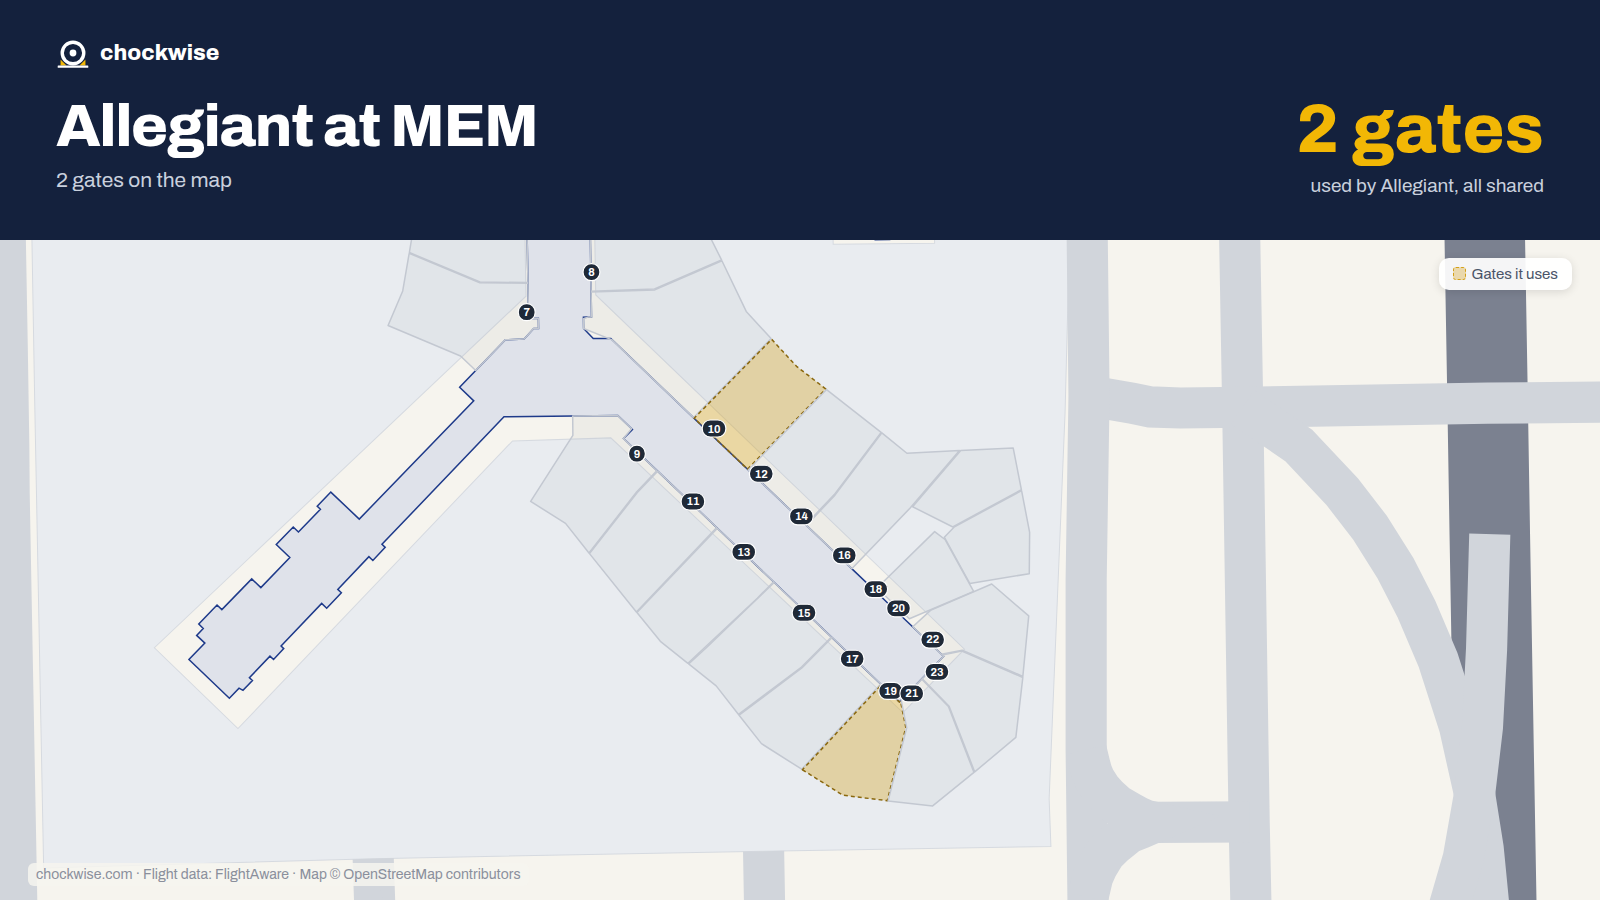 chockwise
Allegiant at MEM
2 gates on the map
2 gates
used by Allegiant, all shared
Gates it uses
8
7
10
9
12
11
14
13
16
18
20
15
22
17
23
19
21
chockwise.com · Flight data: FlightAware · Map © OpenStreetMap contributors